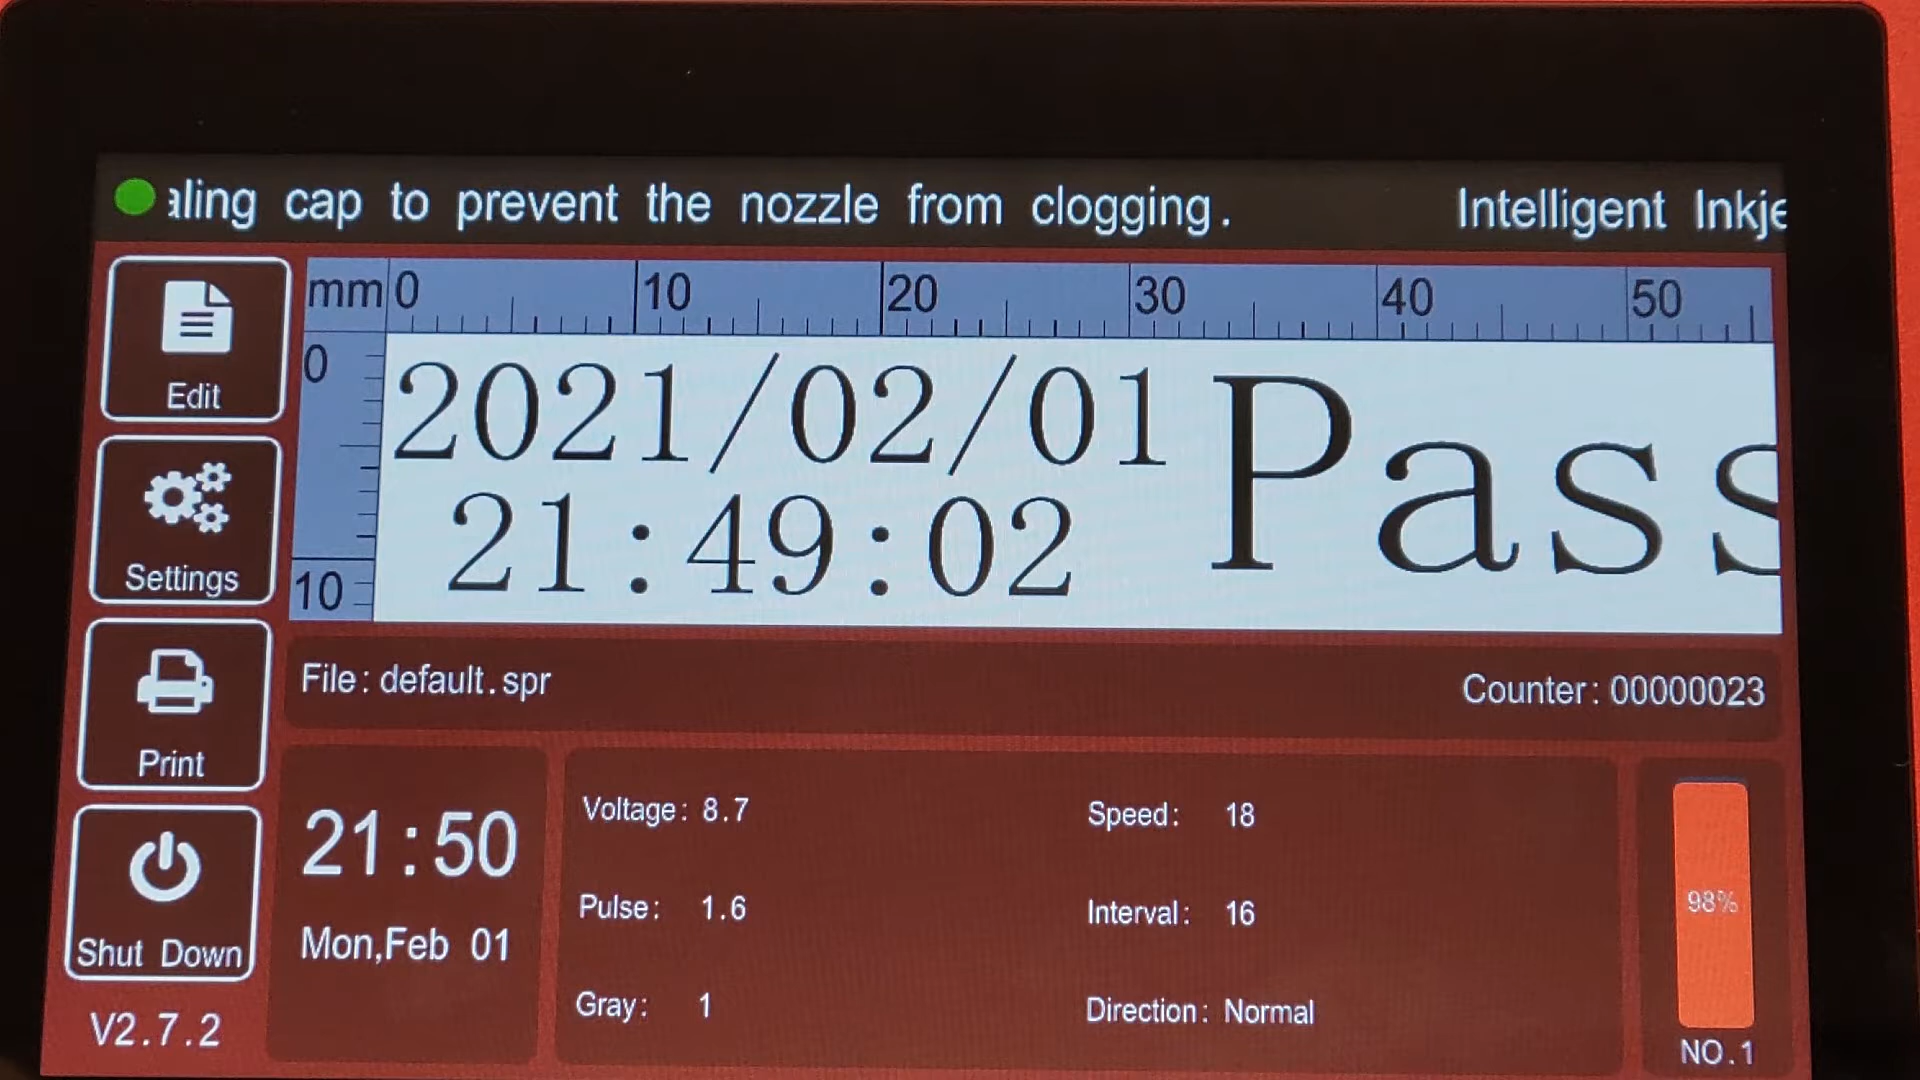 cap to prevent the nozzle from clogging. Intelligent
mm 0 10 20 30 40 50
0
10
2021/02/01
21:49:02
Pass
Edit
Settings
Print
Shut Down
V2.7.2
File: default.spr
Counter: 00000023
21:50
Mon,Feb 01
Voltage: 8.7
Pulse: 1.6
Gray: 1
Speed: 18
Interval: 16
Direction: Normal
98%
NO.1